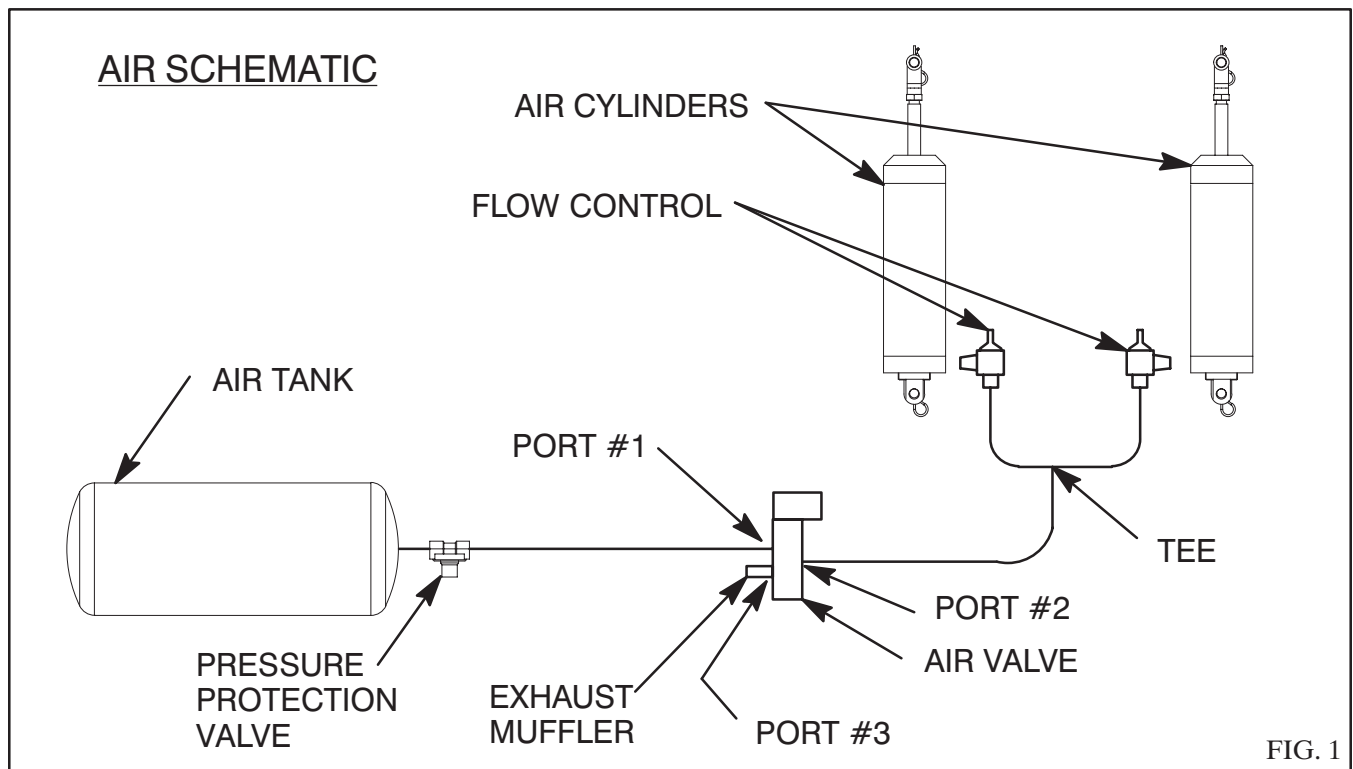 AIR SCHEMATIC
AIR CYLINDERS
FLOW CONTROL
AIR TANK
PORT #1
TEE
PORT #2
AIR VALVE
PRESSURE
PROTECTION
VALVE
EXHAUST
MUFFLER
PORT #3
FIG. 1